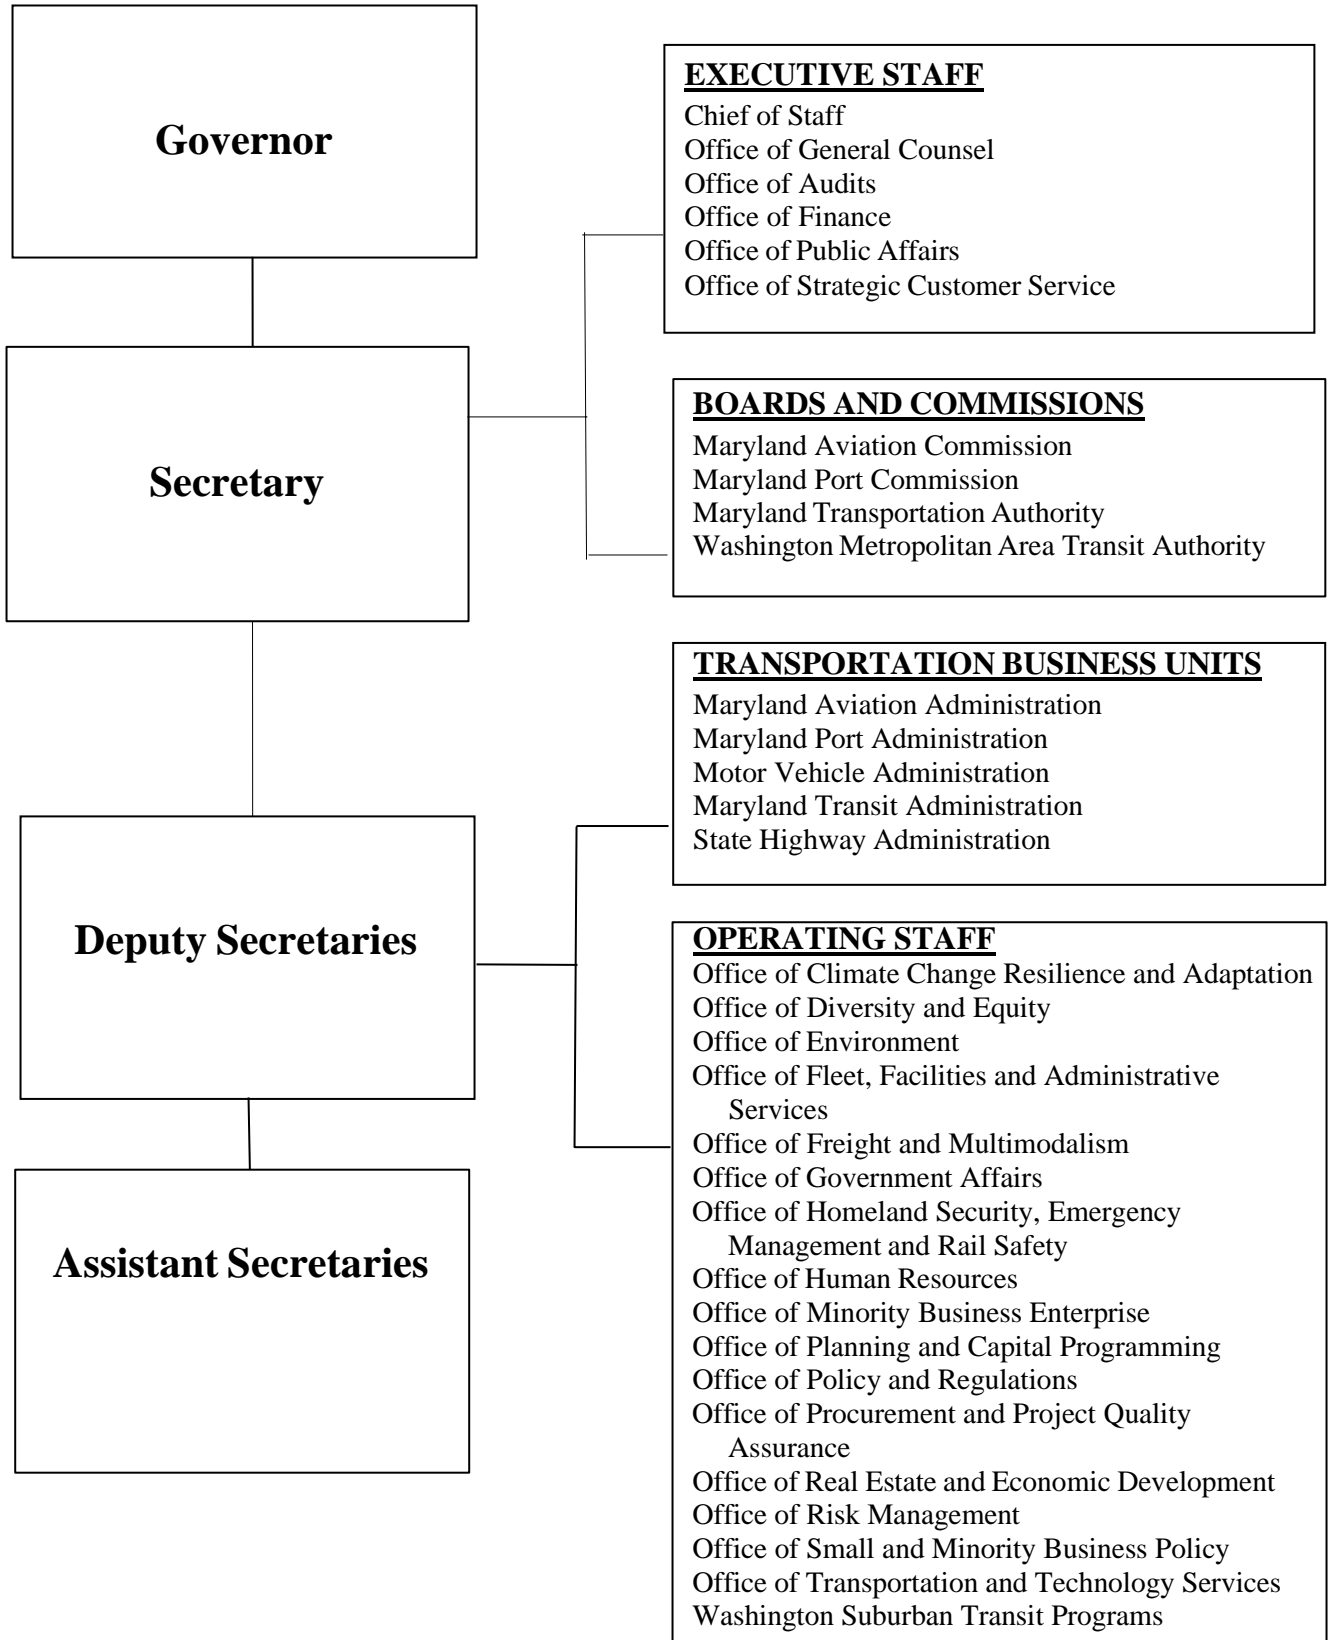 Governor
EXECUTIVE STAFF
Chief of Staff
Office of General Counsel
Office of Audits
Office of Finance
Office of Public Affairs
Office of Strategic Customer Service
Secretary
BOARDS AND COMMISSIONS
Maryland Aviation Commission
Maryland Port Commission
Maryland Transportation Authority
Washington Metropolitan Area Transit Authority
Deputy Secretaries
TRANSPORTATION BUSINESS UNITS
Maryland Aviation Administration
Maryland Port Administration
Motor Vehicle Administration
Maryland Transit Administration
State Highway Administration
Assistant Secretaries
OPERATING STAFF
Office of Climate Change Resilience and Adaptation
Office of Diversity and Equity
Office of Environment
Office of Fleet, Facilities and Administrative
Services
Office of Freight and Multimodalism
Office of Government Affairs
Office of Homeland Security, Emergency
Management and Rail Safety
Office of Human Resources
Office of Minority Business Enterprise
Office of Planning and Capital Programming
Office of Policy and Regulations
Office of Procurement and Project Quality
Assurance
Office of Real Estate and Economic Development
Office of Risk Management
Office of Small and Minority Business Policy
Office of Transportation and Technology Services
Washington Suburban Transit Programs